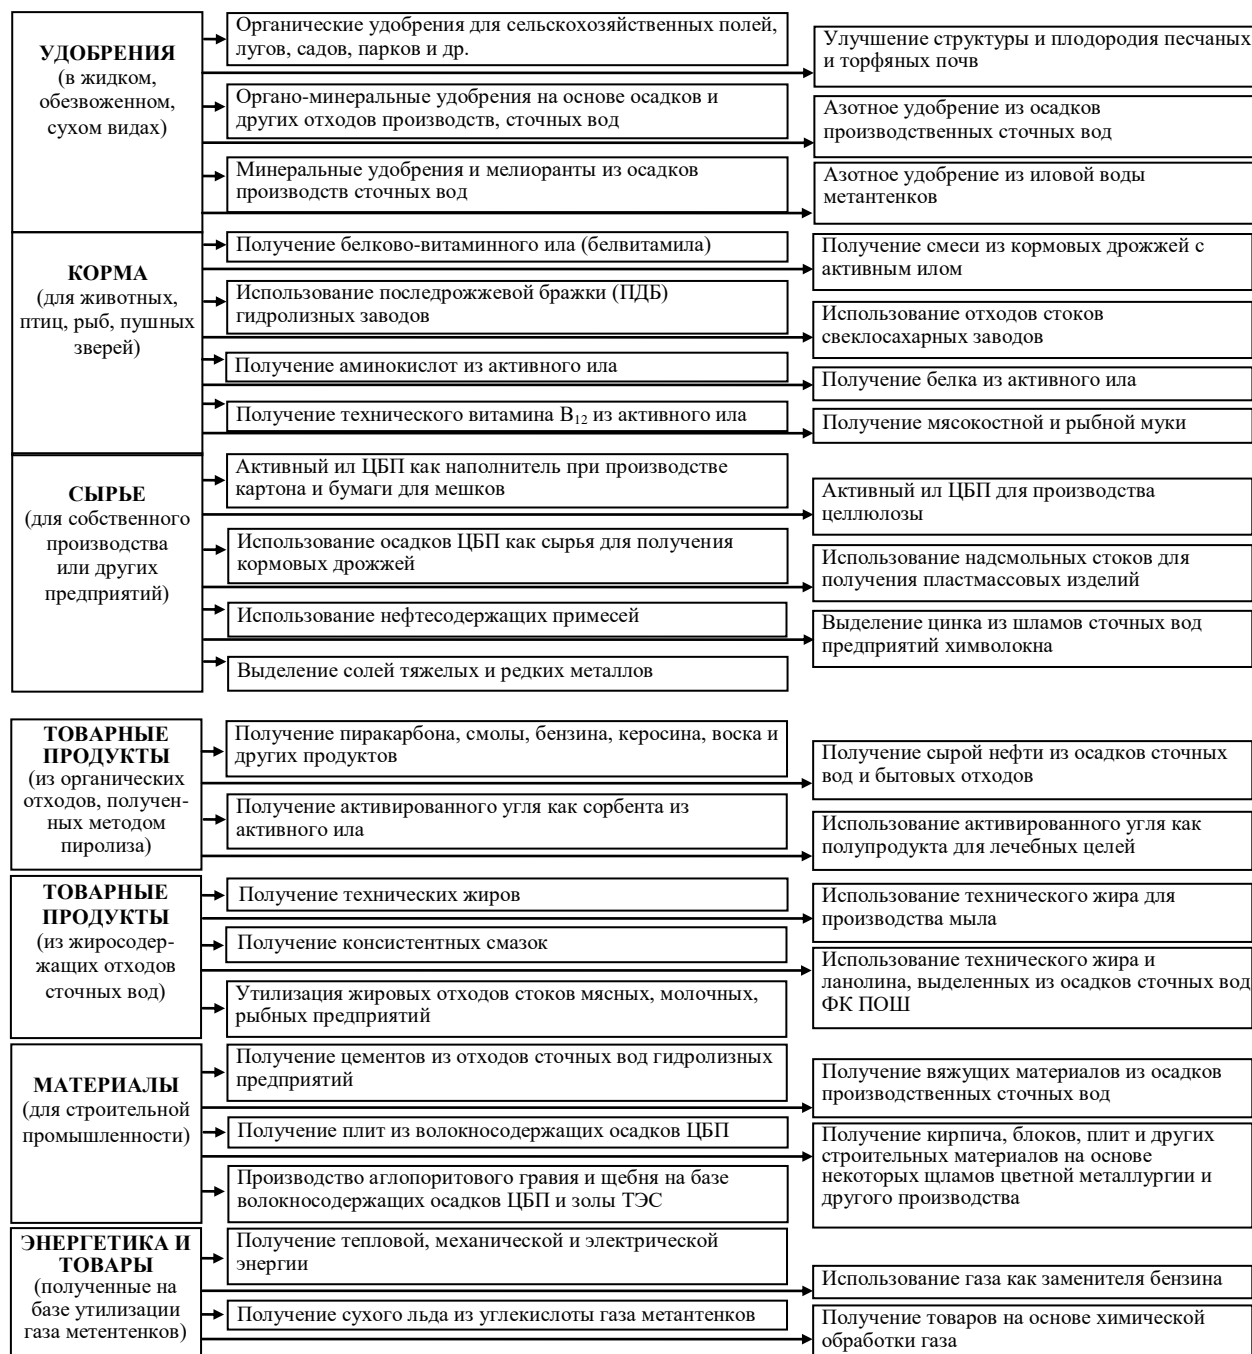 УДОБРЕНИЯ
(в жидком,
обезвоженном,
сухом видах)
Органические удобрения для сельскохозяйственных полей,
лугов, садов, парков и др.
Улучшение структуры и плодородия песчаных
и торфяных почв
Органо-минеральные удобрения на основе осадков и
других отходов производств, сточных вод
Азотное удобрение из осадков
производственных сточных вод
Минеральные удобрения и мелиоранты из осадков
производств сточных вод
Азотное удобрение из иловой воды
метантенков
КОРМА
(для животных,
птиц, рыб, пушных
зверей)
Получение белково-витаминного ила (белвитамила)
Получение смеси из кормовых дрожжей с
активным илом
Использование последрожжевой бражки (ПДБ)
гидролизных заводов
Использование отходов стоков
свеклосахарных заводов
Получение аминокислот из активного ила
Получение белка из активного ила
Получение технического витамина В12 из активного ила
Получение мясокостной и рыбной муки
СЫРЬЕ
(для собственного
производства
или других
предприятий)
Активный ил ЦБП как наполнитель при производстве
картона и бумаги для мешков
Активный ил ЦБП для производства
целлюлозы
Использование осадков ЦБП как сырья для получения
кормовых дрожжей
Использование надсмольных стоков для
получения пластмассовых изделий
Использование нефтесодержащих примесей
Выделение цинка из шламов сточных вод
предприятий химволокна
Выделение солей тяжелых и редких металлов
ТОВАРНЫЕ
ПРОДУКТЫ
(из органических
отходов, получен-
ных методом
пиролиза)
Получение пиракарбона, смолы, бензина, керосина, воска и
других продуктов
Получение сырой нефти из осадков сточных
вод и бытовых отходов
Получение активированного угля как сорбента из
активного ила
Использование активированного угля как
полупродукта для лечебных целей
ТОВАРНЫЕ
ПРОДУКТЫ
(из жиросодер-
жащих отходов
сточных вод)
Получение технических жиров
Использование технического жира для
производства мыла
Получение консистентных смазок
Использование технического жира и
ланолина, выделенных из осадков сточных вод
ФК ПОШ
Утилизация жировых отходов стоков мясных, молочных,
рыбных предприятий
МАТЕРИАЛЫ
(для строительной
промышленности)
Получение цементов из отходов сточных вод гидролизных
предприятий
Получение вяжущих материалов из осадков
производственных сточных вод
Получение плит из волокносодержащих осадков ЦБП
Получение кирпича, блоков, плит и других
строительных материалов на основе
некоторых щламов цветной металлургии и
другого производства
Производство аглопоритового гравия и щебня на базе
волокносодержащих осадков ЦБП и золы ТЭС
ЭНЕРГЕТИКА И
ТОВАРЫ
(полученные на
базе утилизации
газа метентенков)
Получение тепловой, механической и электрической
энергии
Использование газа как заменителя бензина
Получение сухого льда из углекислоты газа метантенков
Получение товаров на основе химической
обработки газа